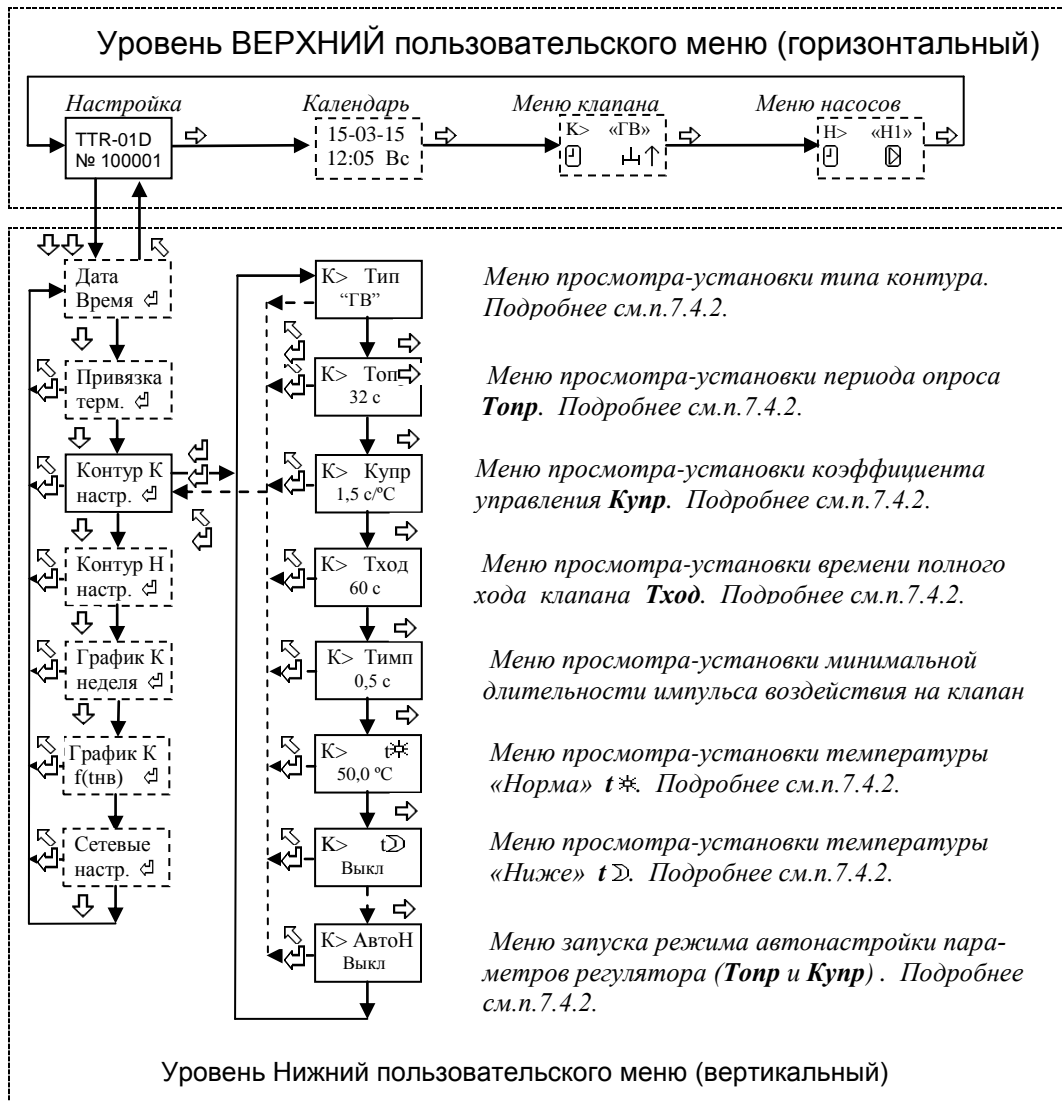 Уровень ВЕРХНИЙ пользовательского меню (горизонтальный)
Настройка
Календарь
Меню клапана
Меню насосов
TTR-01D
№ 100001
15-03-15
12:05 Вс
К> «ГВ»
Н> «Н1»
Дата
Время
Привязка
терм.
Контур К
настр.
Контур Н
настр.
График К
неделя
График К
f(tнв)
Сетевые
настр.
К> Тип
“ГВ”
Меню просмотра-установки типа контура.
Подробнее см.п.7.4.2.
К> Топ
32 с
Меню просмотра-установки периода опроса
Топр. Подробнее см.п.7.4.2.
К> Купр
1,5 с/ºС
Меню просмотра-установки коэффициента
управления Купр. Подробнее см.п.7.4.2.
К> Тход
60 с
Меню просмотра-установки времени полного
хода клапана Тход. Подробнее см.п.7.4.2.
К> Тимп
0,5 с
Меню просмотра-установки минимальной
длительности импульса воздействия на клапан
К> t☼
50,0 ºС
Меню просмотра-установки температуры
«Норма» t☼. Подробнее см.п.7.4.2.
К> t☽
Выкл
Меню просмотра-установки температуры
«Ниже» t☽. Подробнее см.п.7.4.2.
К> АвтоН
Выкл
Меню запуска режима автонастройки пара-
метров регулятора (Топр и Купр) . Подробнее
см.п.7.4.2.
Уровень Нижний пользовательского меню (вертикальный)